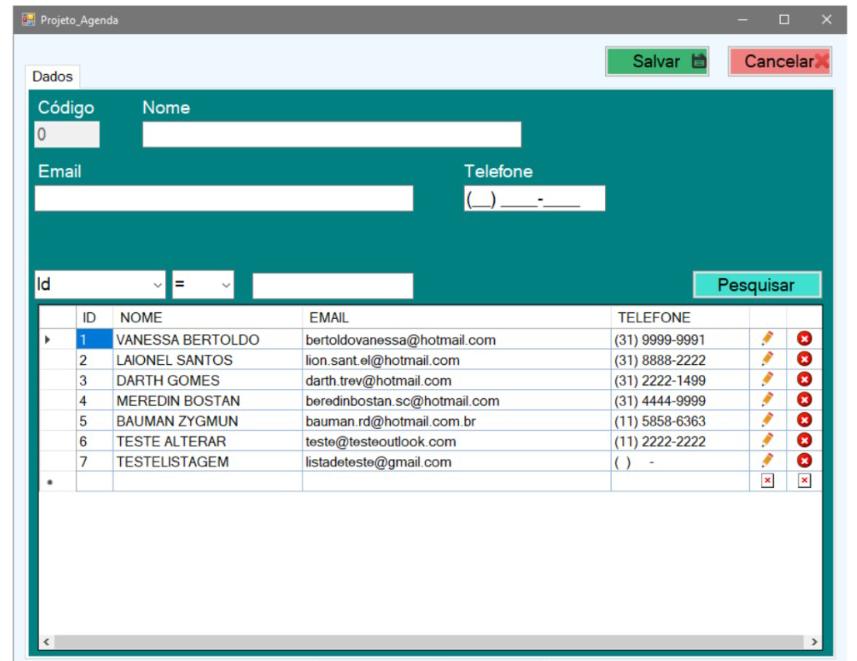 Projeto_Agenda
Salvar Cancelar
Dados
Código Nome
0
Email Telefone
(__) ____-____
Id = Pesquisar
ID NOME EMAIL TELEFONE
1 VANESSA BERTOLDO bertoldovanessa@hotmail.com (31) 9999-9991
2 LAIONEL SANTOS lion.sant.el@hotmail.com (31) 8888-2222
3 DARTH GOMES darth.trev@hotmail.com (31) 2222-1499
4 MEREDIN BOSTAN beredinbostan.sc@hotmail.com (31) 4444-9999
5 BAUMAN ZYGMUN bauman.rd@hotmail.com.br (11) 5858-6363
6 TESTE ALTERAR teste@testeoutlook.com (11) 2222-2222
7 TESTELISTAGEM listadeteste@gmail.com ( ) -